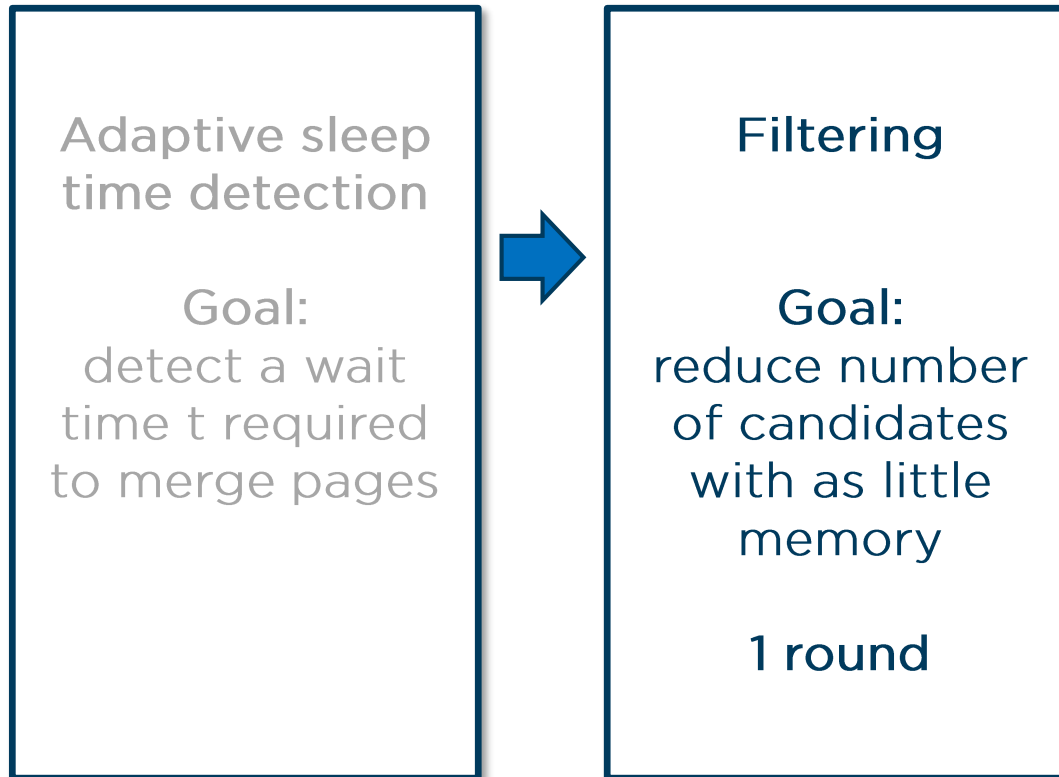 Adaptive sleep
time detection
Goal:
detect a wait
time t required
to merge pages
Filtering
Goal:
reduce number
of candidates
with as little
memory
1 round